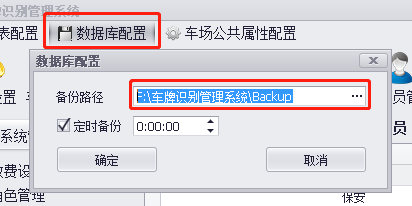 识别管理系统
表配置 数据库配置 车场公共属性配置
数据库配置
备份路径 F:\车牌识别管理系统\Backup ...
定时备份 0:00:00
确定 取消
置 车
员管
系统
员
费设
角色管理
保安